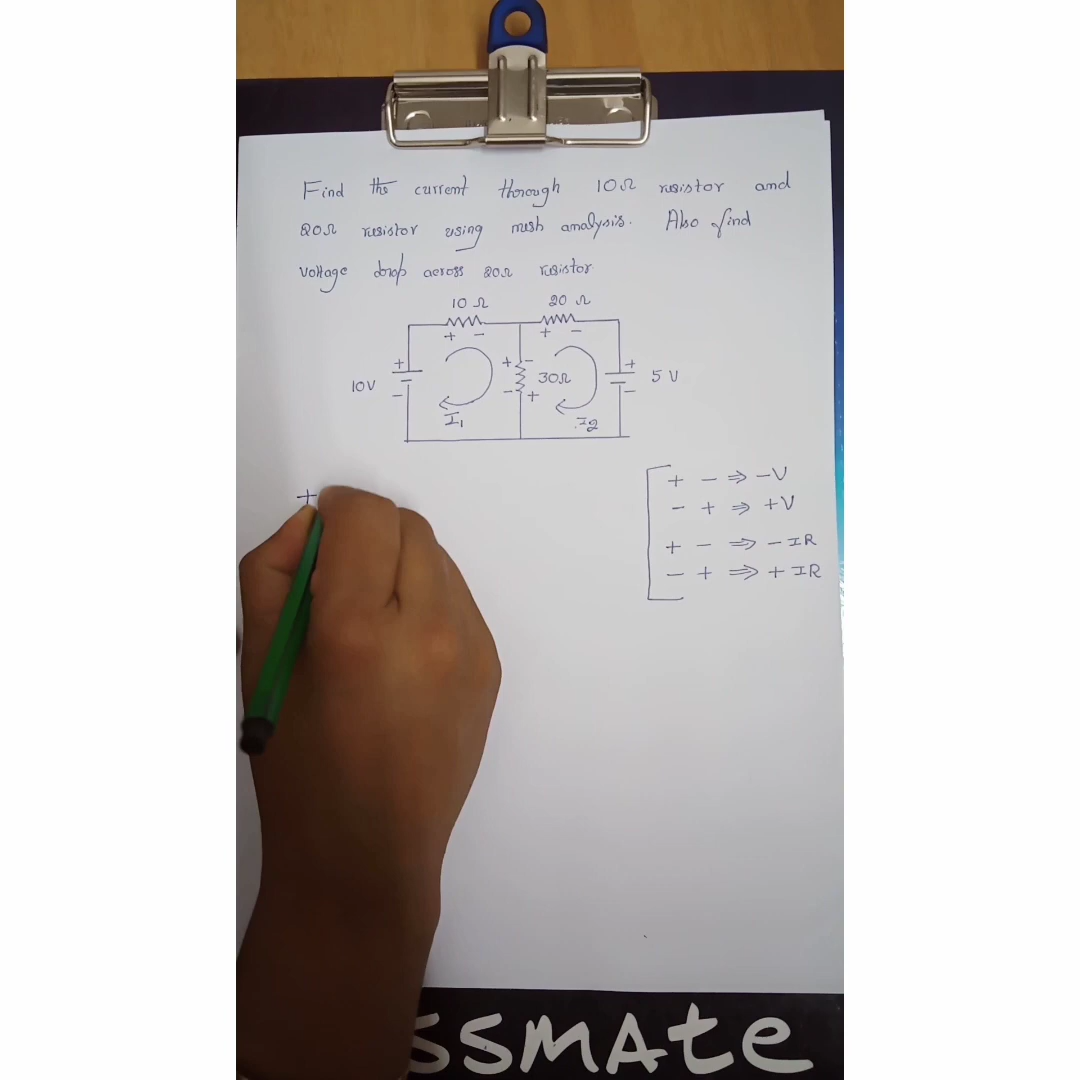 Find the current thorough 10Ω resistor and
20Ω resistor using mesh analysis. Also find
voltage drop across 20Ω resistor.
10 Ω
20 Ω
+ -
+ -
10V
+
-
+ -
30Ω
- +
+
-
5 V
I1
I2
+
+ - ⇒ -V
- + ⇒ +V
+ - ⇒ - IR
- + ⇒ + IR
ssmate